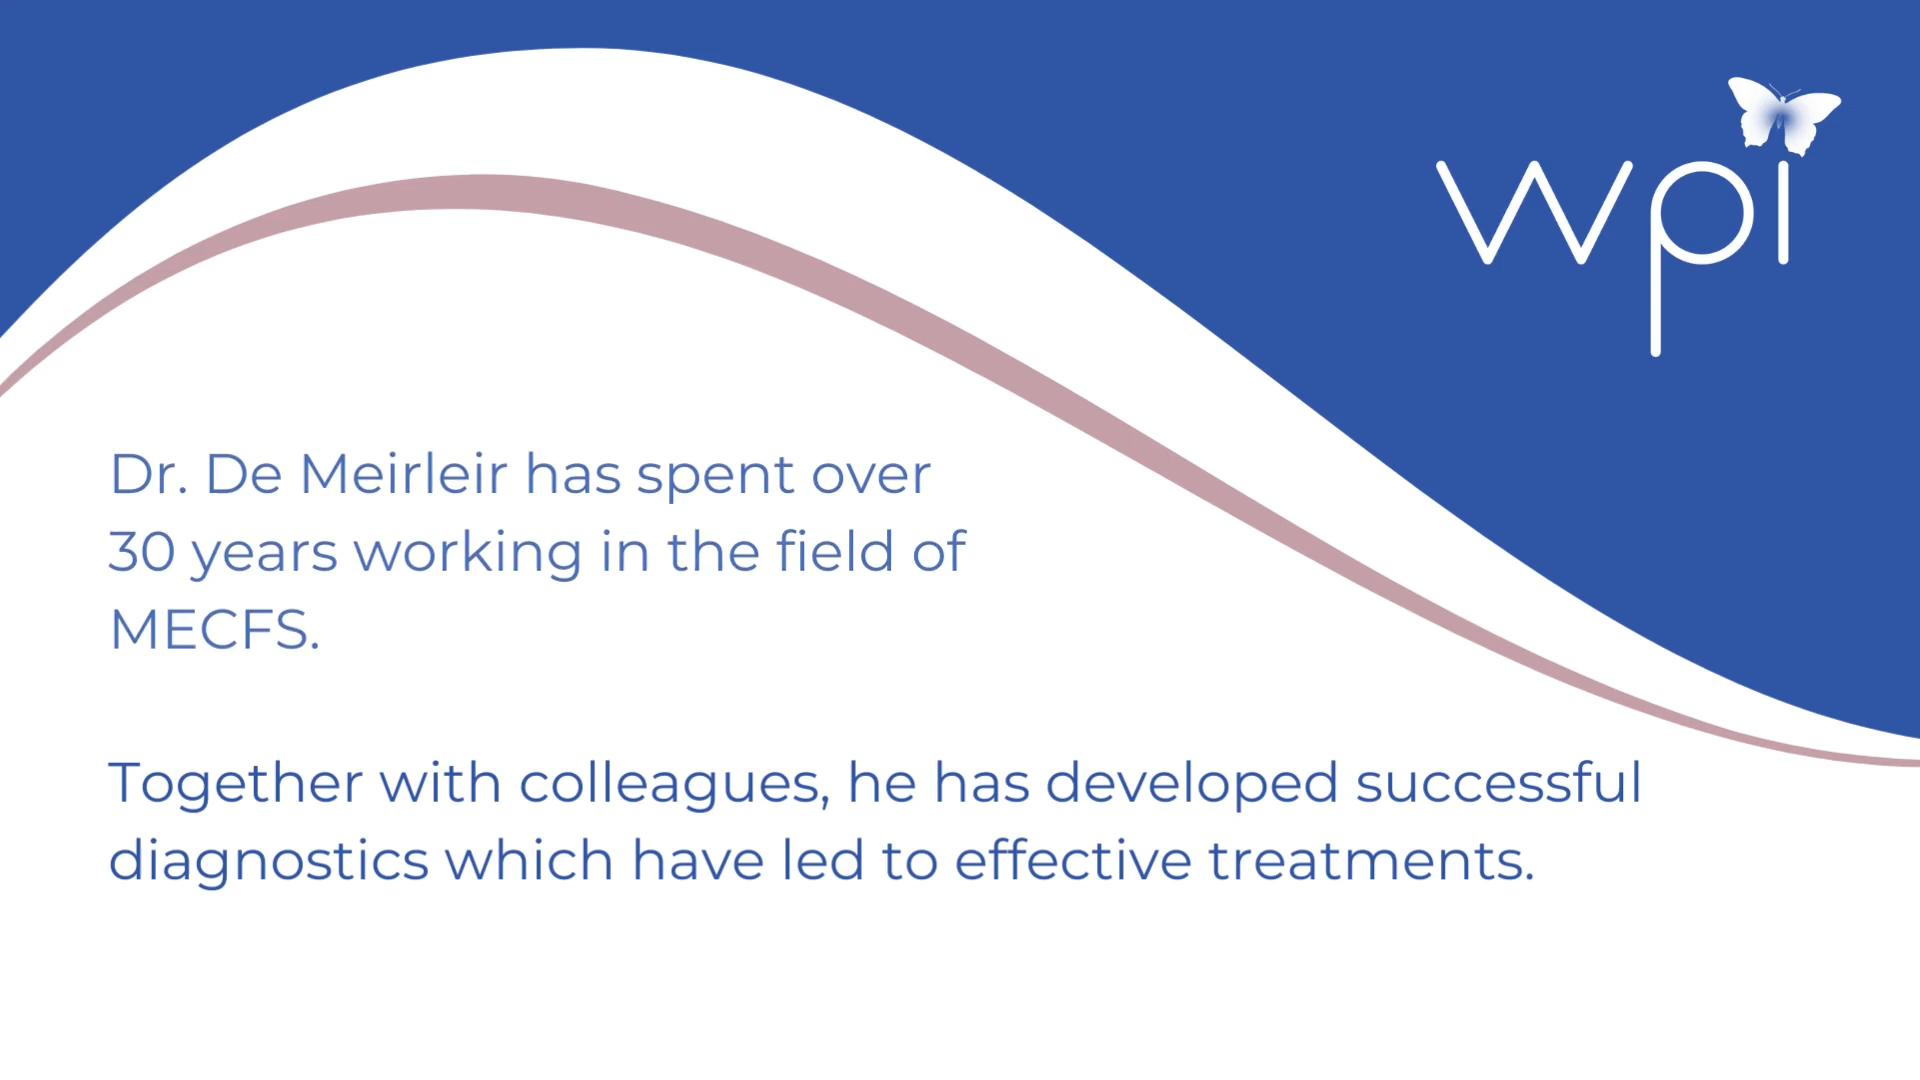 wpi
Dr. De Meirleir has spent over
30 years working in the field of
MECFS.
Together with colleagues, he has developed successful
diagnostics which have led to effective treatments.